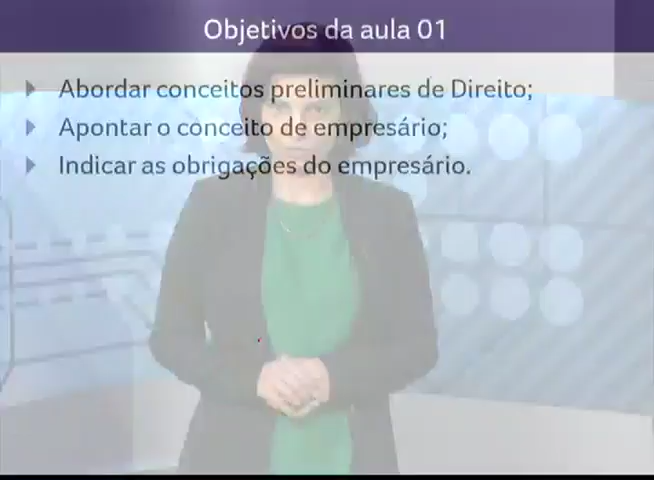 Objetivos da aula 01
Abordar conceitos preliminares de Direito;
Apontar o conceito de empresário;
Indicar as obrigações do empresário.